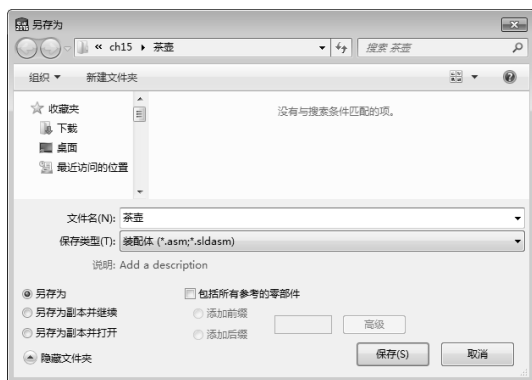 另存为
« ch15 ▸ 茶壶
搜索 茶壶
组织 ▼ 新建文件夹
收藏夹
下载
桌面
最近访问的位置
没有与搜索条件匹配的项。
文件名(N): 茶壶
保存类型(T): 装配体 (*.asm;*.sldasm)
说明: Add a description
另存为
包括所有参考的零部件
另存为副本并继续
添加前缀
高级
另存为副本并打开
添加后缀
隐藏文件夹
保存(S)
取消